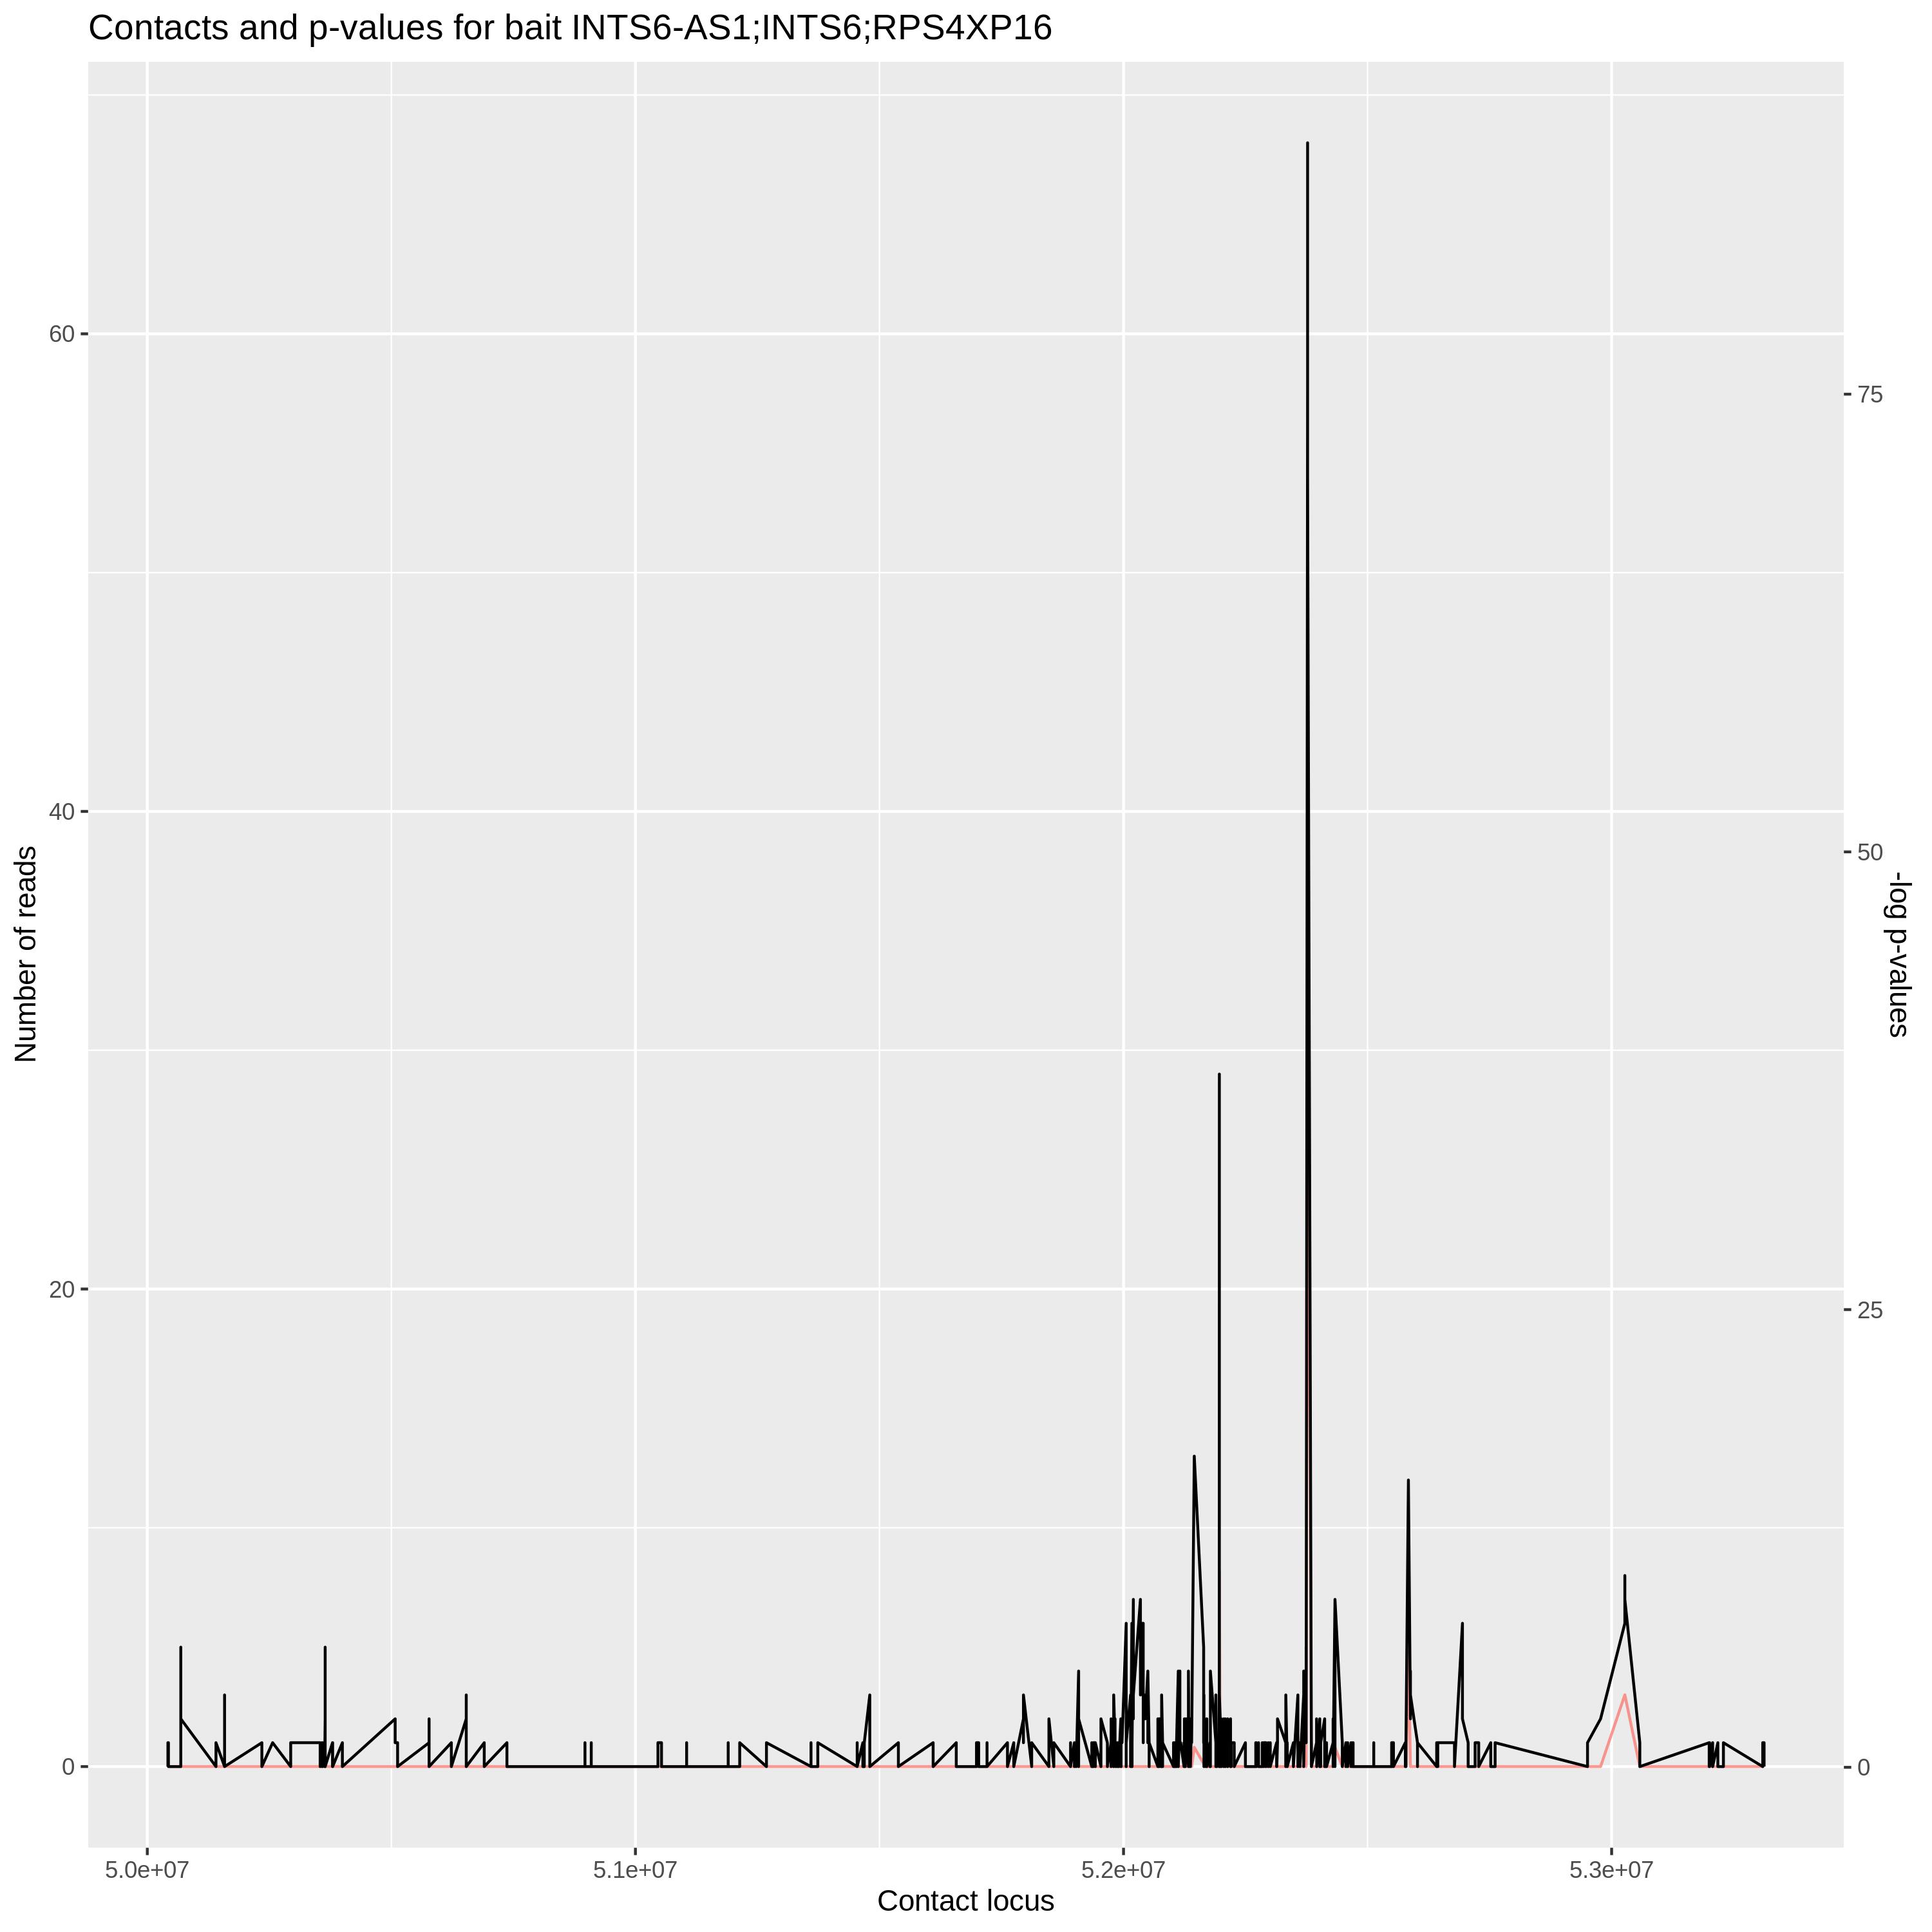 Contacts and p-values for bait INTS6-AS1;INTS6;RPS4XP16
60
40
20
0
75
50
25
0
Number of reads
-log p-values
5.0e+07
5.1e+07
5.2e+07
5.3e+07
Contact locus